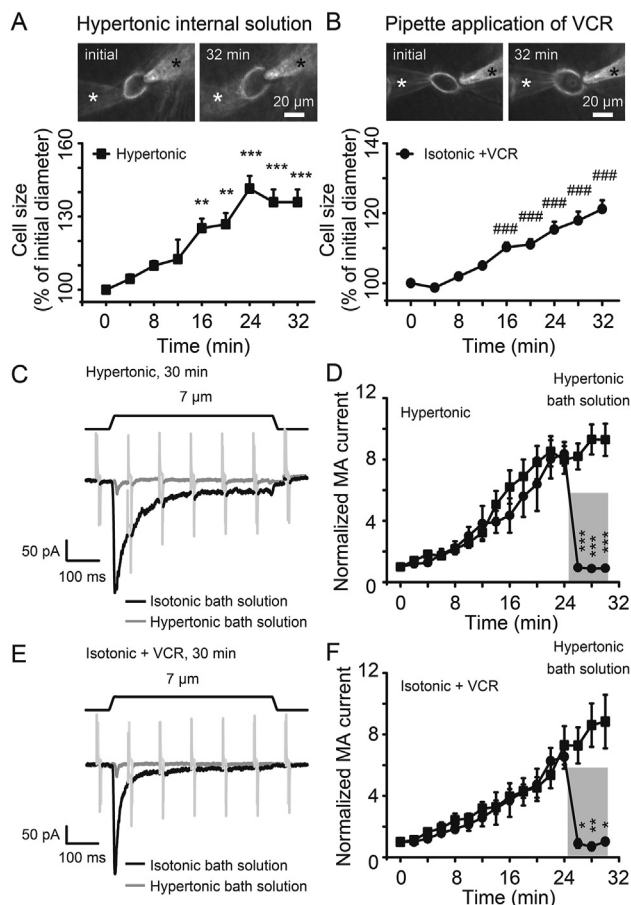 A Hypertonic internal solution
initial
*
*
32 min
*
*
20 µm
Cell size
(% of initial diameter)
160
130
100
Hypertonic
** ** *** *** ***
0 8 16 24 32
Time (min)
B Pipette application of VCR
initial
*
*
32 min
*
*
20 µm
Cell size
(% of initial diameter)
140
120
100
Isotonic +VCR
### ### ### ### ###
0 8 16 24 32
Time (min)
C
Hypertonic, 30 min
7 µm
50 pA
100 ms
Isotonic bath solution
Hypertonic bath solution
D
Hypertonic
bath solution
Hypertonic
Normalized MA current
12
8
4
0
*** *** ***
0 8 16 24 32
Time (min)
E
Isotonic + VCR, 30 min
7 µm
50 pA
100 ms
Isotonic bath solution
Hypertonic bath solution
F
Hypertonic
bath solution
Isotonic + VCR
Normalized MA current
12
8
4
0
* ** *
0 8 16 24 32
Time (min)